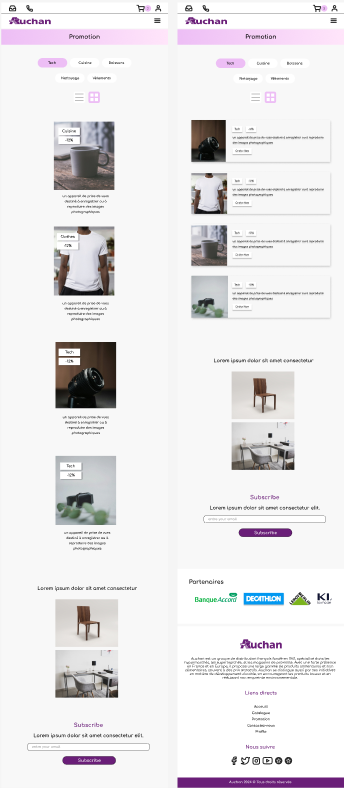 Auchan
Promotion
Tech
Cuisine
Boissons
Nettoyage
Vêtements
Cuisine
-12%
un appareil de prise de vues
destiné à enregistrer ou à
reproduire des images
photographiques
Clothes
-12%
un appareil de prise de vues
destiné à enregistrer ou à
reproduire des images
photographiques
Tech
-12%
un appareil de prise de vues
destiné à enregistrer ou à
reproduire des images
photographiques
Tech
-12%
un appareil de prise de vues
destiné à enregistrer ou à
reproduire des images
photographiques
Lorem ipsum dolor sit amet consectetur
Subscribe
Lorem ipsum dolor sit amet consectetur elit.
enter your email
Subscribe
Auchan
Promotion
Tech
Cuisine
Boissons
Nettoyage
Vêtements
Tech
-12%
un appareil de prise de vues destiné à enregistrer ou à reproduire
des images photographiques
Tech
-12%
un appareil de prise de vues destiné à enregistrer ou à reproduire
des images photographiques
Tech
-12%
un appareil de prise de vues destiné à enregistrer ou à reproduire
des images photographiques
Tech
-12%
un appareil de prise de vues destiné à enregistrer ou à reproduire
des images photographiques
Lorem ipsum dolor sit amet consectetur
Subscribe
Lorem ipsum dolor sit amet consectetur elit.
enter your email
Subscribe
Partenaires
Banque Accord
DECATHLON
Auchan
Liens directs
Accueil
Catalogue
Promotion
Contactez-nous
Profile
Nous suivre
Auchan 2024 © Tous droits réservés